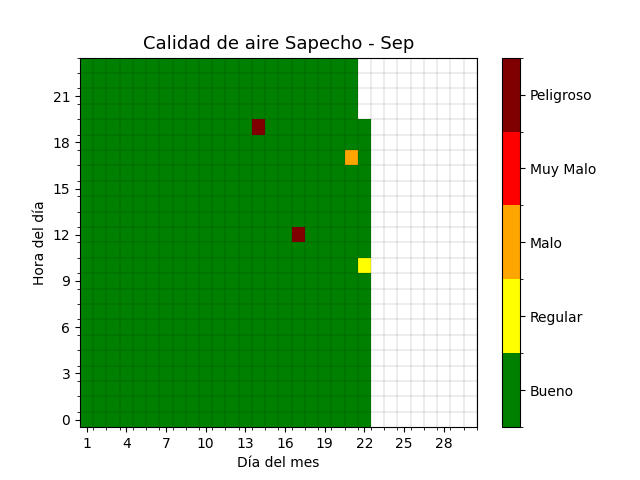 Calidad de aire Sapecho - Sep
Hora del día
21
18
15
12
9
6
3
0
1 4 7 10 13 16 19 22 25 28
Día del mes
Peligroso
Muy Malo
Malo
Regular
Bueno